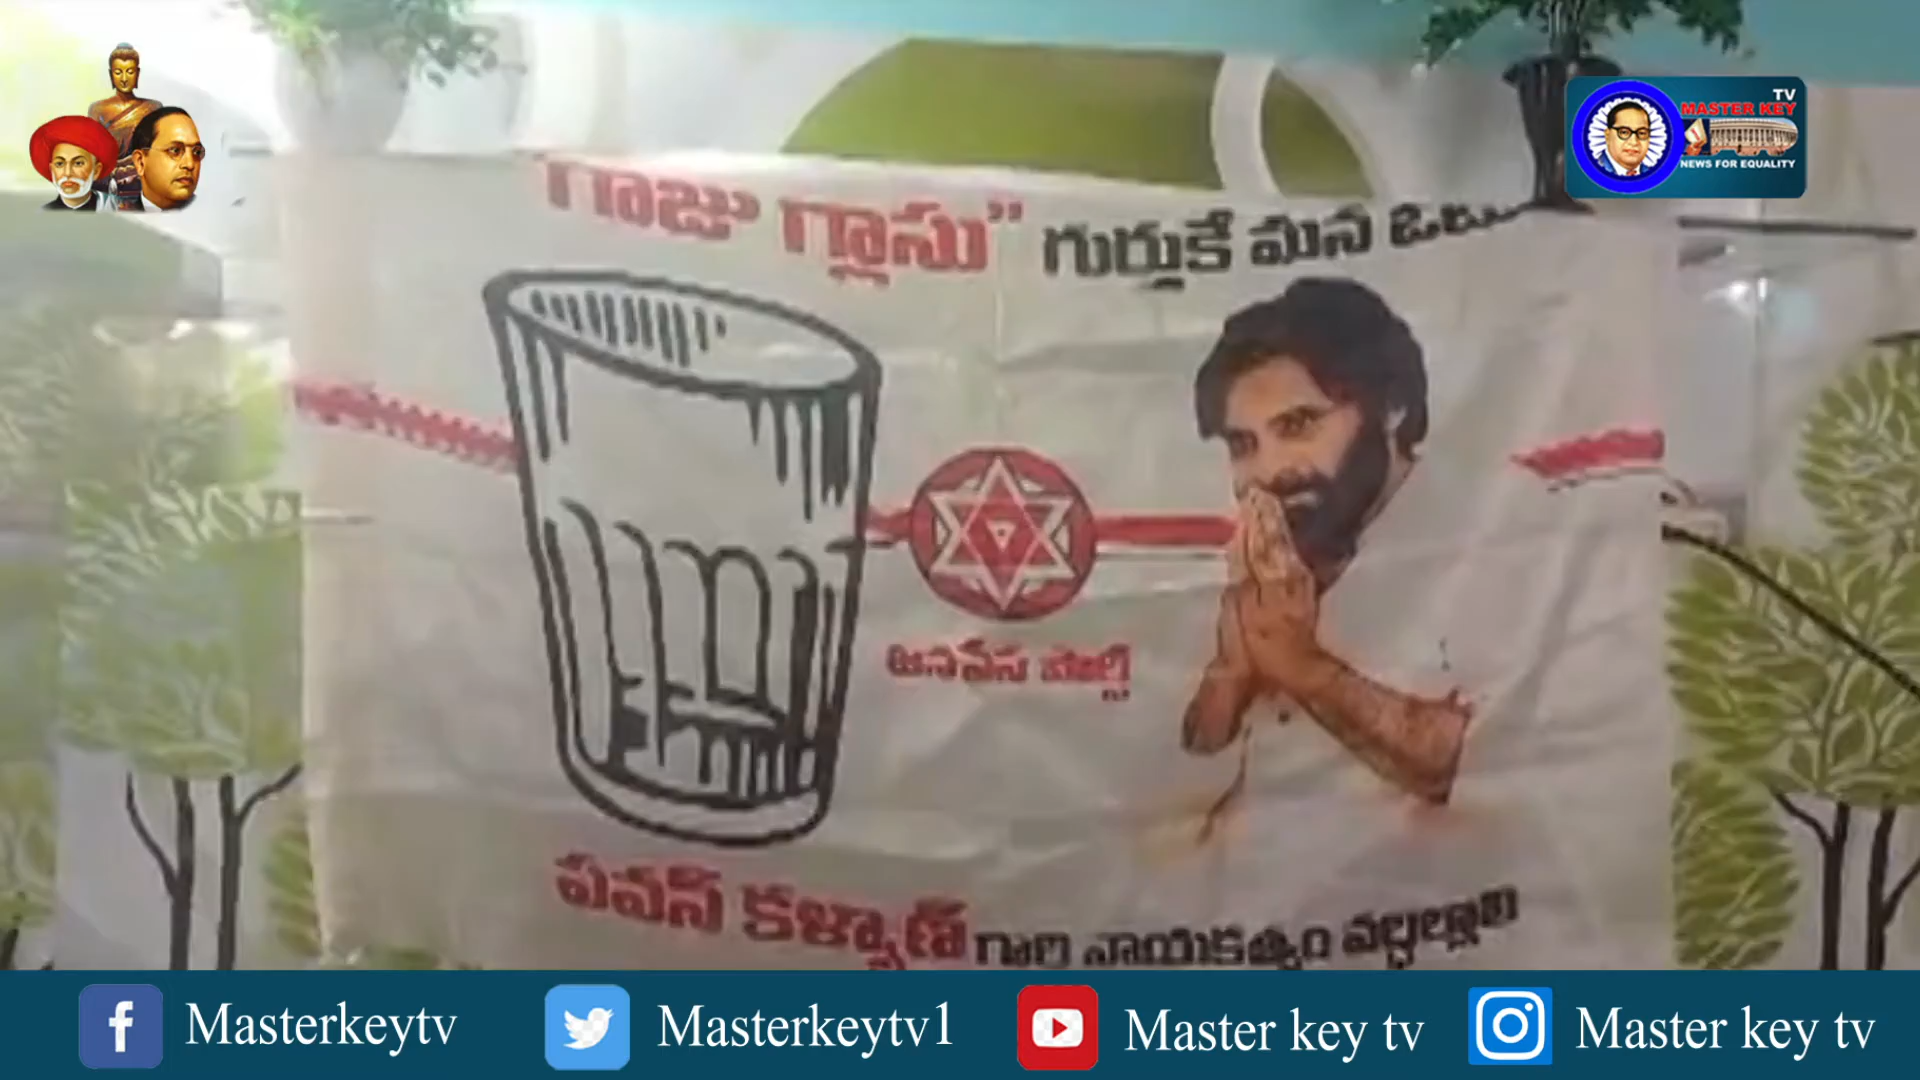 TV
MASTER KEY
NEWS FOR EQUALITY
"గాజు గ్లాసు" గుర్తుకే మన ఓటు
జనసేన పార్టీ
పవన్ కళ్యాణ్ గారి నాయకత్వం వర్ధిల్లాలి
Masterkeytv Masterkeytv1 Master key tv Master key tv